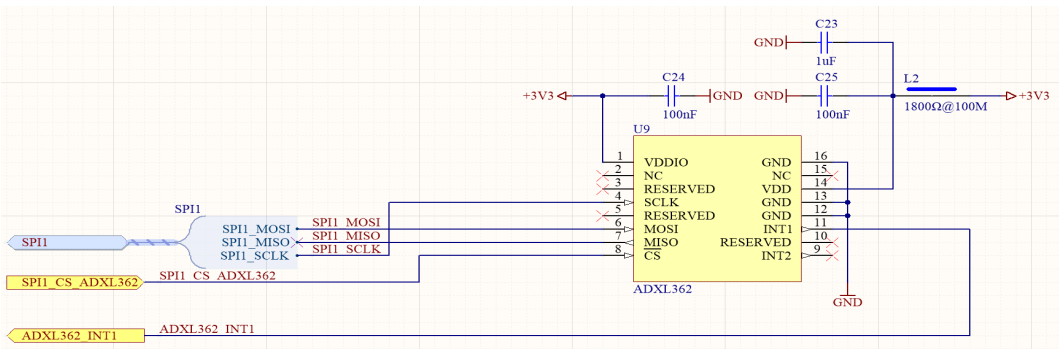 C23
GND
1uF
C24
C25
L2
+3V3
GND
GND
+3V3
100nF
100nF
1800Ω@100M
U9
1
VDDIO
GND
16
2
NC
NC
15
3
RESERVED
VDD
14
4
SCLK
GND
13
5
RESERVED
GND
12
6
MOSI
INT1
11
7
MISO
RESERVED
10
8
CS
INT2
9
ADXL362
GND
SPI1
SPI1
SPI1_MOSI
SPI1_MOSI
SPI1_MISO
SPI1_MISO
SPI1_SCLK
SPI1_SCLK
SPI1_CS_ADXL362
SPI1_CS_ADXL362
ADXL362_INT1
ADXL362_INT1